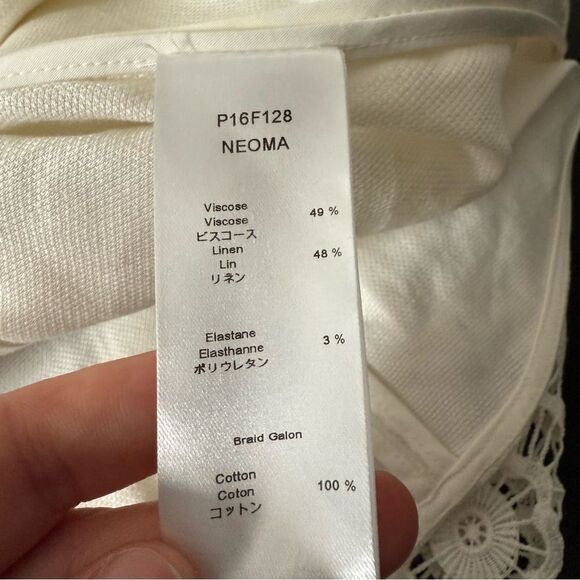 P16F128
NEOMA
Viscose
Viscose 49 %
ビスコース
Linen
Lin 48 %
リネン
Elastane
Elasthanne 3 %
ポリウレタン
Braid Galon
Cotton
Coton 100 %
コットン